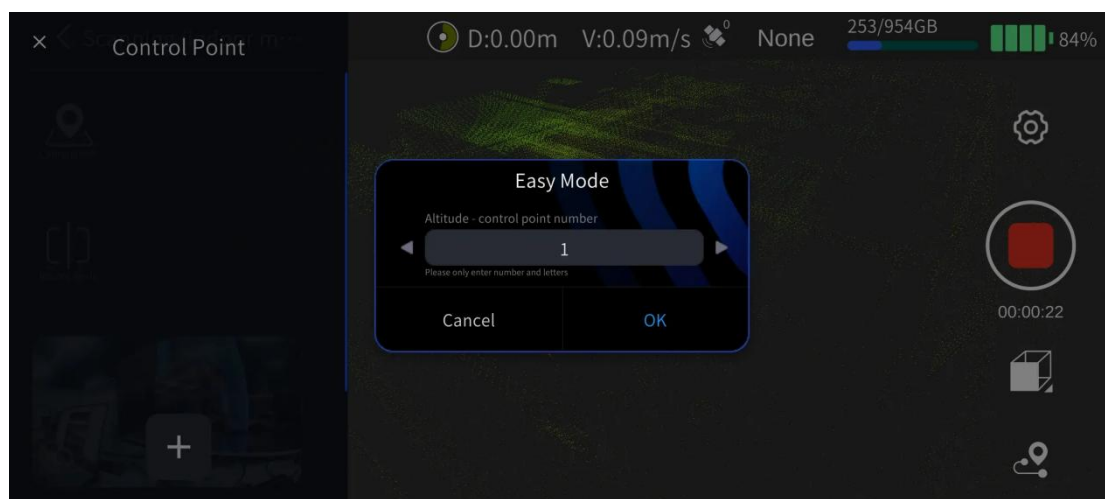 × Control Point
D:0.00m V:0.09m/s 0 None 253/954GB 84%
Easy Mode
Altitude - control point number
1
Please only enter number and letters
Cancel OK
00:00:22
+